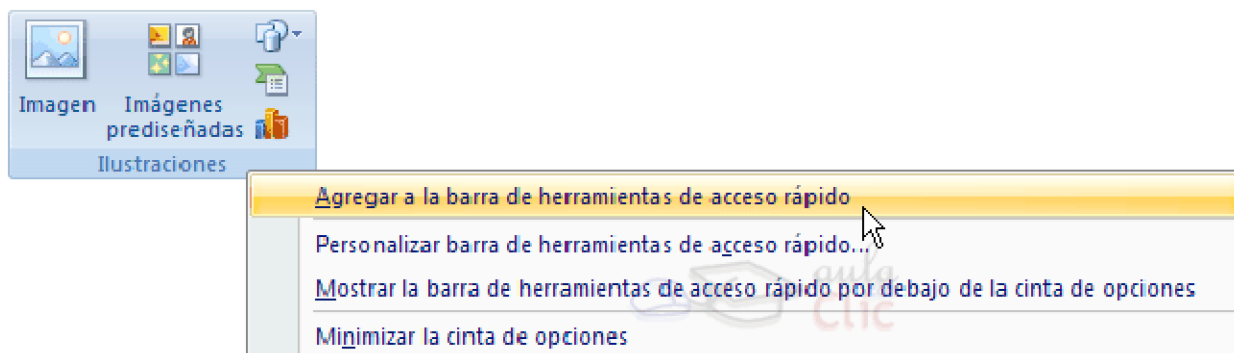 Imagen
Imágenes
prediseñadas
Ilustraciones
Agregar a la barra de herramientas de acceso rápido
Personalizar barra de herramientas de acceso rápido...
Mostrar la barra de herramientas de acceso rápido por debajo de la cinta de opciones
aula
Clic
Minimizar la cinta de opciones